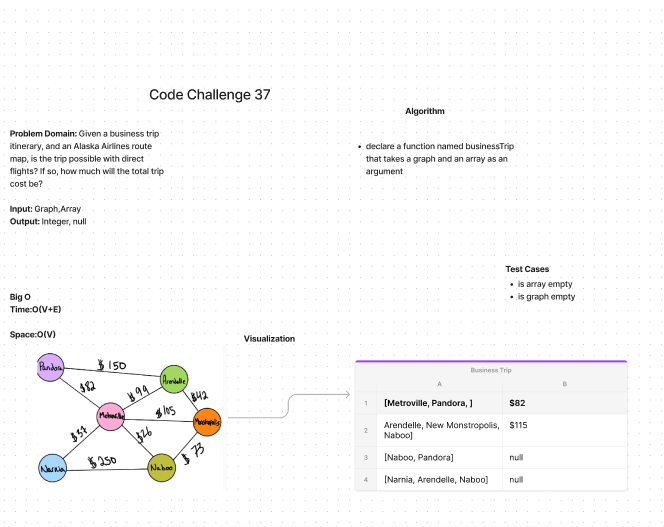 Code Challenge 37
Algorithm
Problem Domain: Given a business trip
itinerary, and an Alaska Airlines route
map, is the trip possible with direct
flights? If so, how much will the total trip
cost be?
Input: Graph,Array
Output: Integer, null
• declare a function named businessTrip
that takes a graph and an array as an
argument
Test Cases
• is array empty
• is graph empty
Big O
Time:O(V+E)
Space:O(V)
Visualization
Pandora
$150
Arendelle
$82
$99
$42
Metroville
$105
$37
$26
$73
Narnia
$250
Naboo
Business Trip
A
B
1
[Metroville, Pandora, ]
$82
2
Arendelle, New Monstropolis,
Naboo]
$115
3
[Naboo, Pandora]
null
4
[Narnia, Arendelle, Naboo]
null